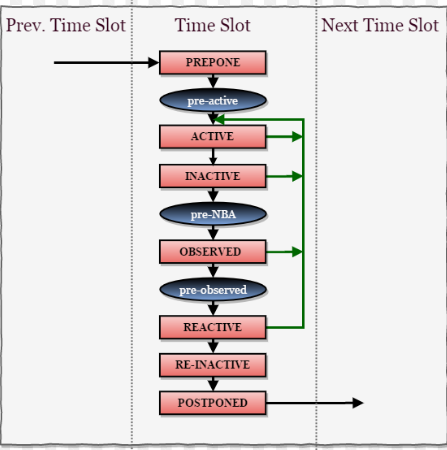 Prev. Time Slot
Time Slot
Next Time Slot
PREPONE
pre-active
ACTIVE
INACTIVE
pre-NBA
OBSERVED
pre-observed
REACTIVE
RE-INACTIVE
POSTPONED